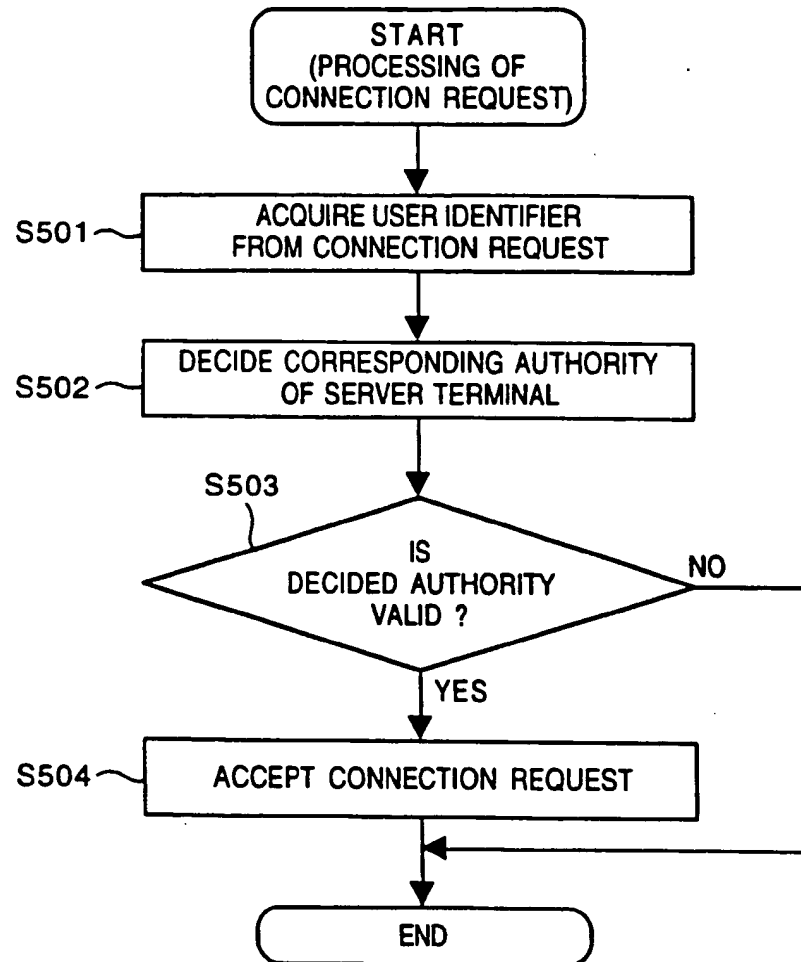 START
(PROCESSING OF
CONNECTION REQUEST)
S501
ACQUIRE USER IDENTIFIER
FROM CONNECTION REQUEST
S502
DECIDE CORRESPONDING AUTHORITY
OF SERVER TERMINAL
S503
IS
DECIDED AUTHORITY
VALID ?
NO
YES
S504
ACCEPT CONNECTION REQUEST
END